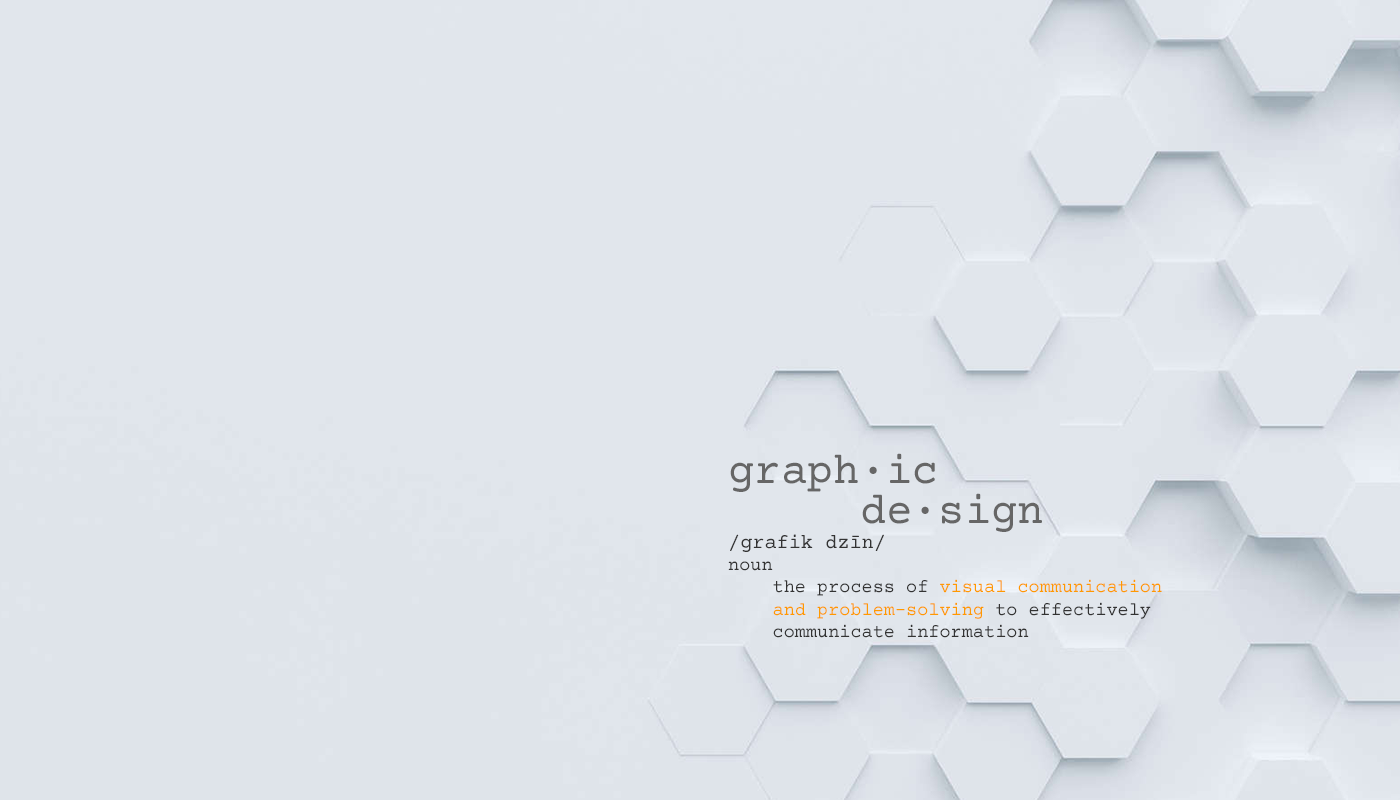 graph·ic
de·sign
/grafik dzīn/
noun
the process of visual communication
and problem-solving to effectively
communicate information